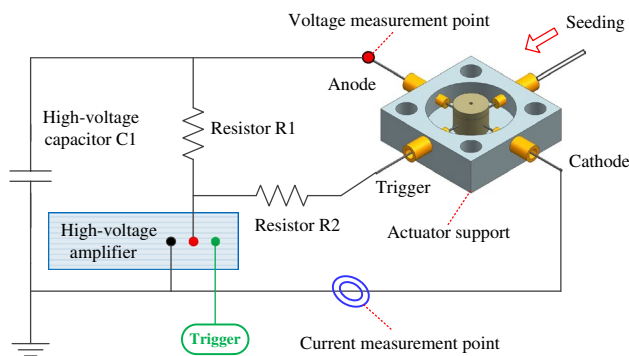 Voltage measurement point
Seeding
Anode
High-voltage
capacitor C1
Resistor R1
Cathode
Trigger
Resistor R2
Actuator support
High-voltage
amplifier
Trigger
Current measurement point